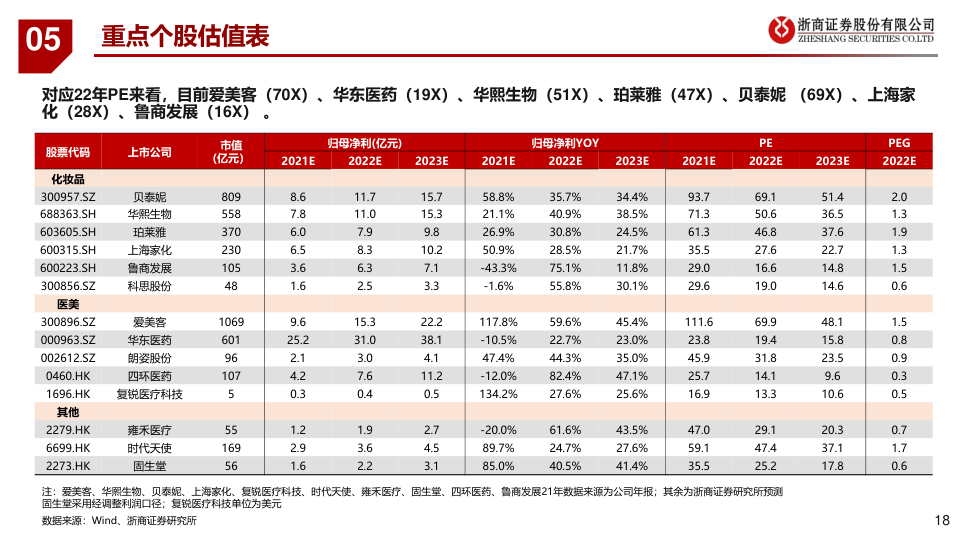 05
重点个股估值表
浙商证券股份有限公司
ZHESHANG SECURITIES CO.LTD
对应22年PE来看，目前爱美客（70X）、华东医药（19X）、华熙生物（51X）、珀莱雅（47X）、贝泰妮 （69X）、上海家
化（28X）、鲁商发展（16X） 。
股票代码 上市公司 市值(亿元) 归母净利(亿元) 归母净利YOY PE PEG
2021E 2022E 2023E 2021E 2022E 2023E 2021E 2022E 2023E 2022E
化妆品
300957.SZ 贝泰妮 809 8.6 11.7 15.7 58.8% 35.7% 34.4% 93.7 69.1 51.4 2.0
688363.SH 华熙生物 558 7.8 11.0 15.3 21.1% 40.9% 38.5% 71.3 50.6 36.5 1.3
603605.SH 珀莱雅 370 6.0 7.9 9.8 26.9% 30.8% 24.5% 61.3 46.8 37.6 1.9
600315.SH 上海家化 230 6.5 8.3 10.2 50.9% 28.5% 21.7% 35.5 27.6 22.7 1.3
600223.SH 鲁商发展 105 3.6 6.3 7.1 -43.3% 75.1% 11.8% 29.0 16.6 14.8 1.5
300856.SZ 科思股份 48 1.6 2.5 3.3 -1.6% 55.8% 30.1% 29.6 19.0 14.6 0.6
医美
300896.SZ 爱美客 1069 9.6 15.3 22.2 117.8% 59.6% 45.4% 111.6 69.9 48.1 1.5
000963.SZ 华东医药 601 25.2 31.0 38.1 -10.5% 22.7% 23.0% 23.8 19.4 15.8 0.8
002612.SZ 朗姿股份 96 2.1 3.0 4.1 47.4% 44.3% 35.0% 45.9 31.8 23.5 0.9
0460.HK 四环医药 107 4.2 7.6 11.2 -12.0% 82.4% 47.1% 25.7 14.1 9.6 0.3
1696.HK 复锐医疗科技 5 0.3 0.4 0.5 134.2% 27.6% 25.6% 16.9 13.3 10.6 0.5
其他
2279.HK 雍禾医疗 55 1.2 1.9 2.7 -20.0% 61.6% 43.5% 47.0 29.1 20.3 0.7
6699.HK 时代天使 169 2.9 3.6 4.5 89.7% 24.7% 27.6% 59.1 47.4 37.1 1.7
2273.HK 固生堂 56 1.6 2.2 3.1 85.0% 40.5% 41.4% 35.5 25.2 17.8 0.6
注：爱美客、华熙生物、贝泰妮、上海家化、复锐医疗科技、时代天使、雍禾医疗、固生堂、四环医药、鲁商发展21年数据来源为公司年报；其余为浙商证券研究所预测
固生堂采用经调整利润口径；复锐医疗科技单位为美元
数据来源：Wind、浙商证券研究所
18